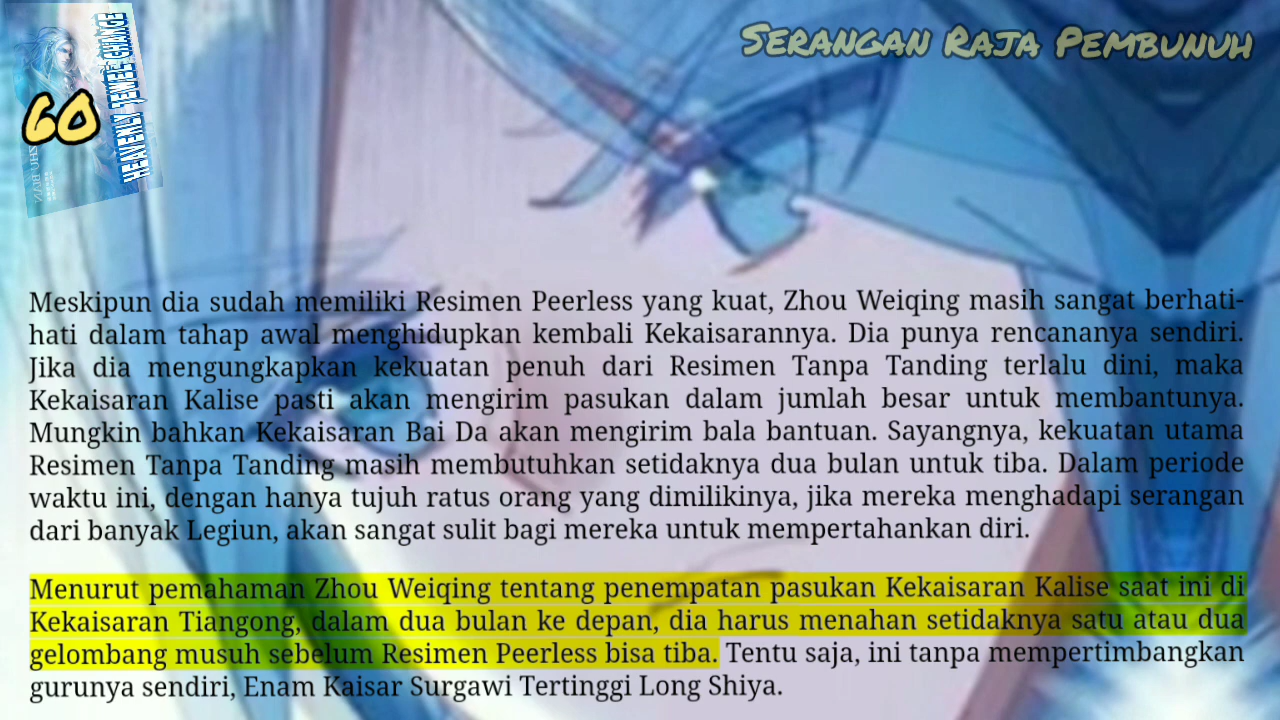 SERANGAN RAJA PEMBUNUH
60
HEAVENLY JEWEL CHANGE
Meskipun dia sudah memiliki Resimen Peerless yang kuat, Zhou Weiqing masih sangat berhati-
hati dalam tahap awal menghidupkan kembali Kekaisarannya. Dia punya rencananya sendiri.
Jika dia mengungkapkan kekuatan penuh dari Resimen Tanpa Tanding terlalu dini, maka
Kekaisaran Kalise pasti akan mengirim pasukan dalam jumlah besar untuk membantunya.
Mungkin bahkan Kekaisaran Bai Da akan mengirim bala bantuan. Sayangnya, kekuatan utama
Resimen Tanpa Tanding masih membutuhkan setidaknya dua bulan untuk tiba. Dalam periode
waktu ini, dengan hanya tujuh ratus orang yang dimilikinya, jika mereka menghadapi serangan
dari banyak Legiun, akan sangat sulit bagi mereka untuk mempertahankan diri.
Menurut pemahaman Zhou Weiqing tentang penempatan pasukan Kekaisaran Kalise saat ini di
Kekaisaran Tiangong, dalam dua bulan ke depan, dia harus menahan setidaknya satu atau dua
gelombang musuh sebelum Resimen Peerless bisa tiba. Tentu saja, ini tanpa mempertimbangkan
gurunya sendiri, Enam Kaisar Surgawi Tertinggi Long Shiya.